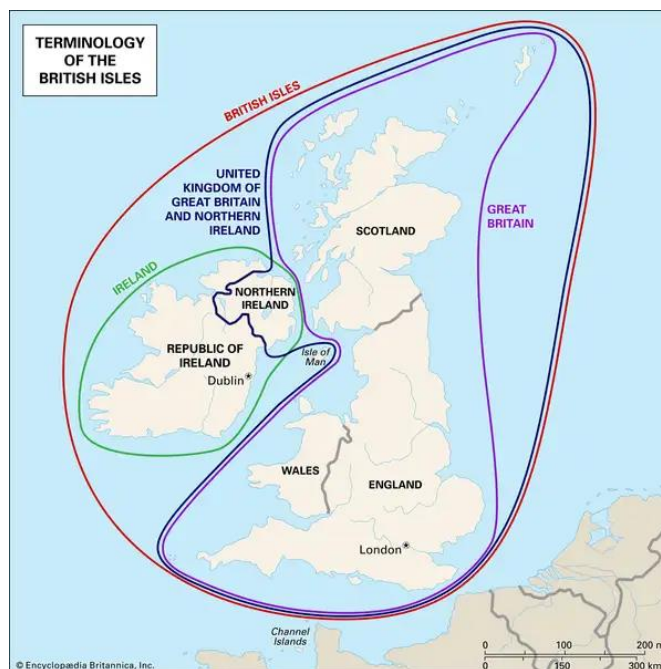 TERMINOLOGY
OF THE
BRITISH ISLES
BRITISH ISLES
UNITED
KINGDOM OF
GREAT BRITAIN
AND NORTHERN
IRELAND
GREAT
BRITAIN
SCOTLAND
IRELAND
NORTHERN
IRELAND
REPUBLIC OF
IRELAND
Dublin
Isle of
Man
WALES
ENGLAND
London
Channel
Islands
0 100 200 m
0 150 300 km
© Encyclopædia Britannica, Inc.